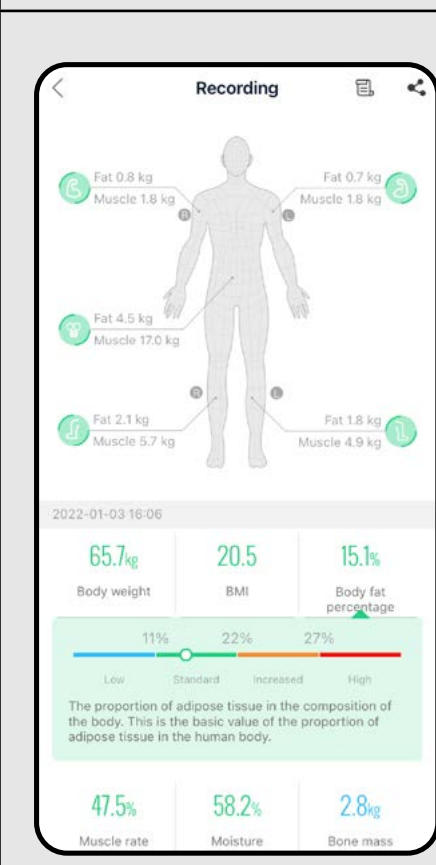 Recording
Fat 0.8 kg
Muscle 1.8 kg
Fat 0.7 kg
Muscle 1.8 kg
R
L
Fat 4.5 kg
Muscle 17.0 kg
R
L
Fat 2.1 kg
Muscle 5.7 kg
Fat 1.8 kg
Muscle 4.9 kg
2022-01-03 16:06
65.7kg
20.5
15.1%
Body weight
BMI
Body fat
percentage
11%
22%
27%
Low
Standard
Increased
High
The proportion of adipose tissue in the composition of
the body. This is the basic value of the proportion of
adipose tissue in the human body.
47.5%
58.2%
2.8kg
Muscle rate
Moisture
Bone mass